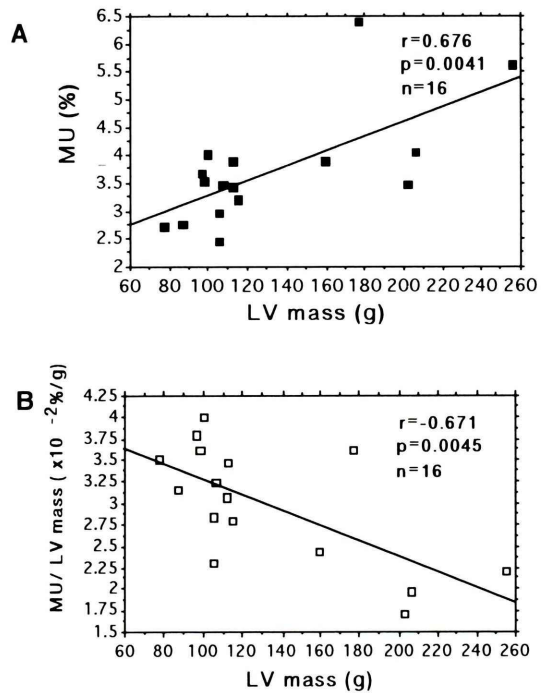 A
6.5
6
5.5
5
4.5
4
3.5
3
2.5
2
MU (%)
r=0.676
p=0.0041
n=16
60 80 100 120 140 160 180 200 220 240 260
LV mass (g)
B
4.25
4
3.75
3.5
3.25
3
2.75
2.5
2.25
2
1.75
1.5
MU/ LV mass ( x10 -2%/g)
r=-0.671
p=0.0045
n=16
60 80 100 120 140 160 180 200 220 240 260
LV mass (g)